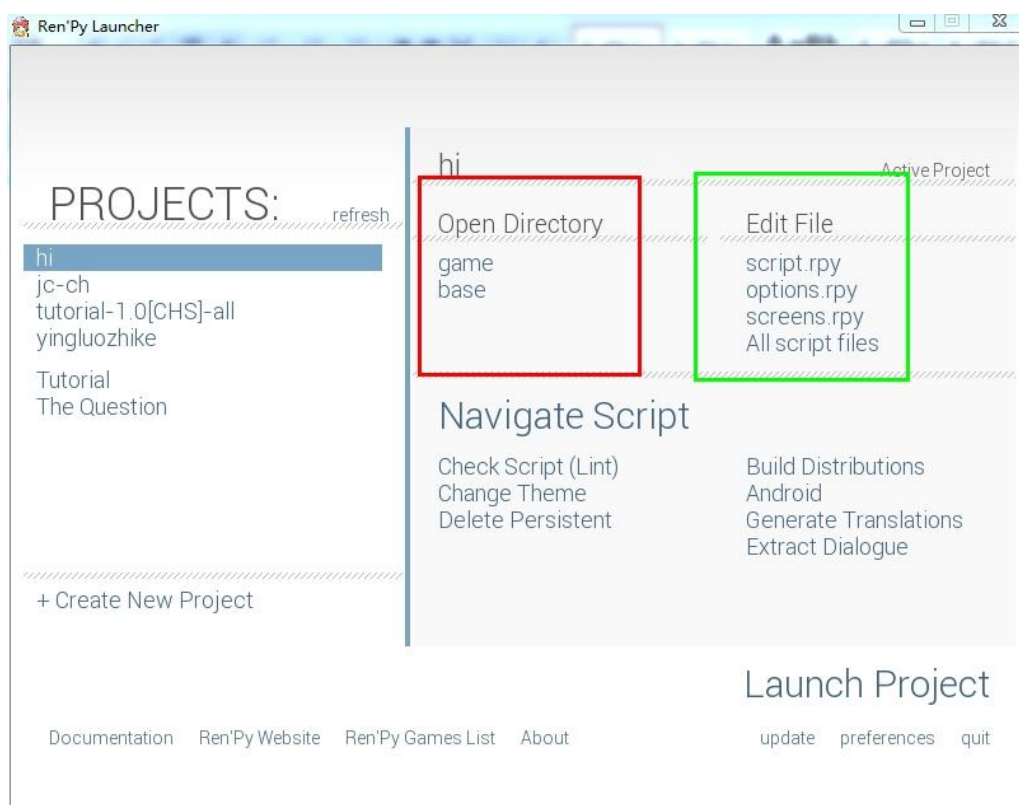 Ren'Py Launcher
PROJECTS:
refresh
hi
jc-ch
tutorial-1.0[CHS]-all
yingluozhike
Tutorial
The Question
+ Create New Project
hi
Active Project
Open Directory
game
base
Edit File
script.rpy
options.rpy
screens.rpy
All script files
Navigate Script
Check Script (Lint)
Change Theme
Delete Persistent
Build Distributions
Android
Generate Translations
Extract Dialogue
Launch Project
Documentation
Ren'Py Website
Ren'Py Games List
About
update
preferences
quit